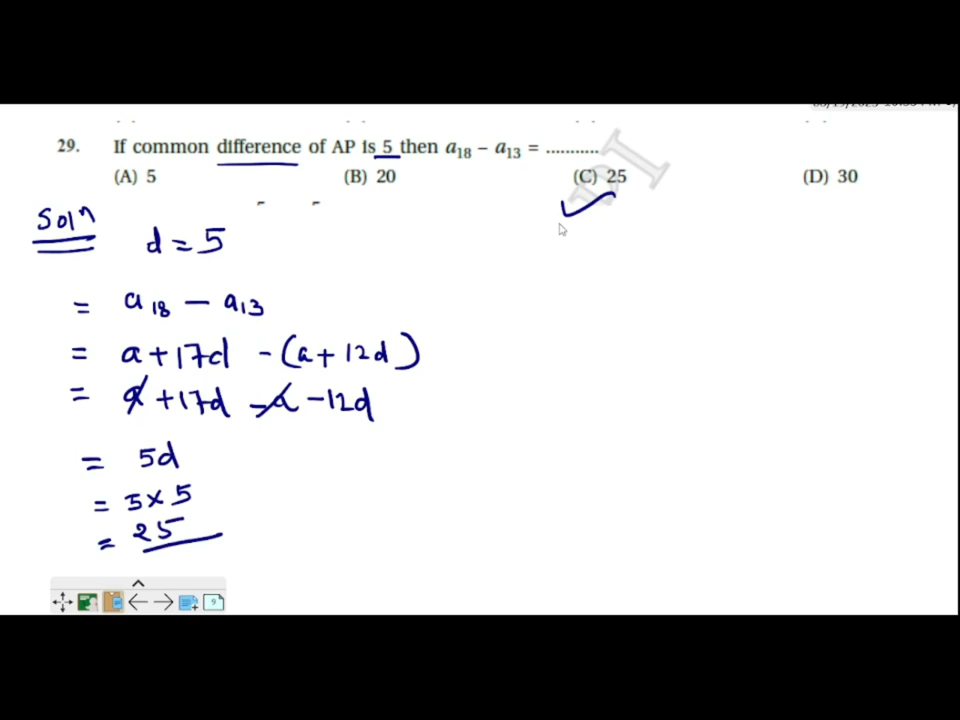 29. If common difference of AP is 5 then a₁₈ − a₁₃ = ...........
(A) 5 (B) 20 (C) 25 (D) 30
Solⁿ
d = 5
= a₁₈ − a₁₃
= a + 17d − (a + 12d)
= a + 17d − a − 12d
= 5d
= 5 × 5
= 25
9